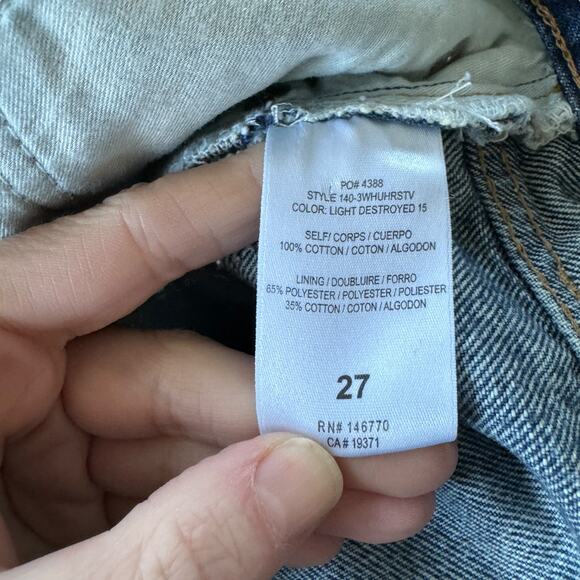 PO# 4388
STYLE 140-3WHUHRSTV
COLOR: LIGHT DESTROYED 15
SELF/ CORPS / CUERPO
100% COTTON / COTON / ALGODON
LINING / DOUBLUIRE / FORRO
65% POLYESTER / POLYESTER / POLIESTER
35% COTTON / COTON / ALGODON
27
RN# 146770
CA# 19371